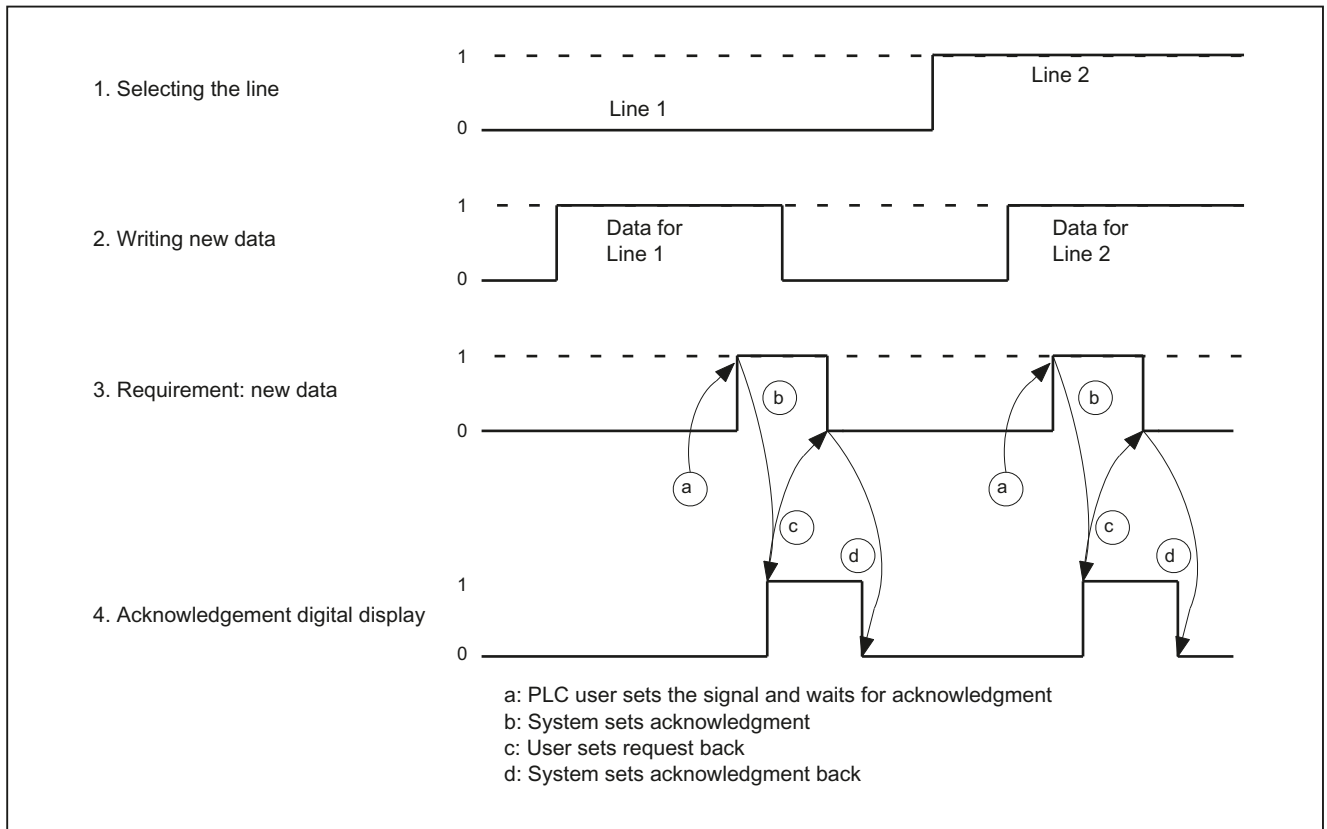 1
Line 2
1. Selecting the line
Line 1
0
1
Data for
Line 1
Data for
Line 2
2. Writing new data
0
1
3. Requirement: new data
b
b
0
a
a
c
c
d
d
1
4. Acknowledgement digital display
0
a: PLC user sets the signal and waits for acknowledgment
b: System sets acknowledgment
c: User sets request back
d: System sets acknowledgment back